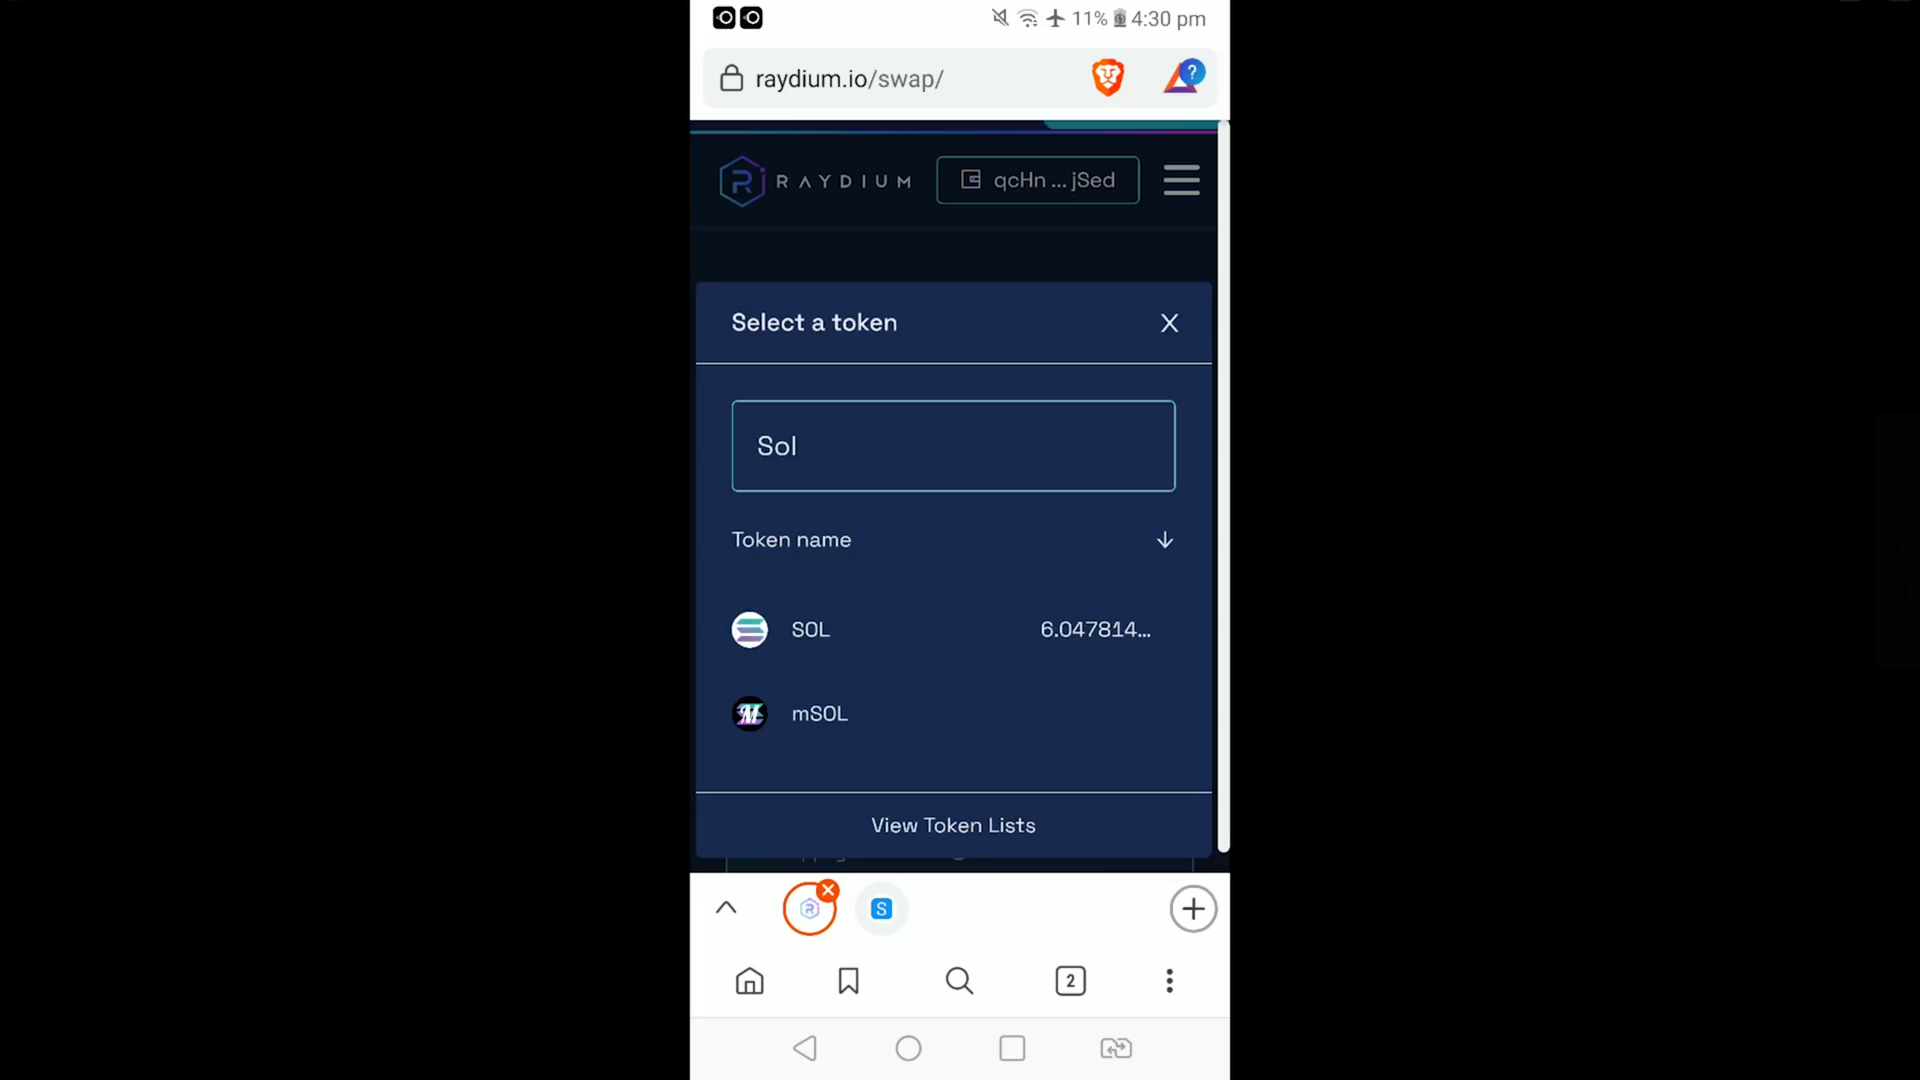 11% 4:30 pm
raydium.io/swap/
?
RAYDIUM
qcHn ... jSed
Select a token
X
Sol
Token name
SOL
6.047814...
mSOL
View Token Lists
S
2